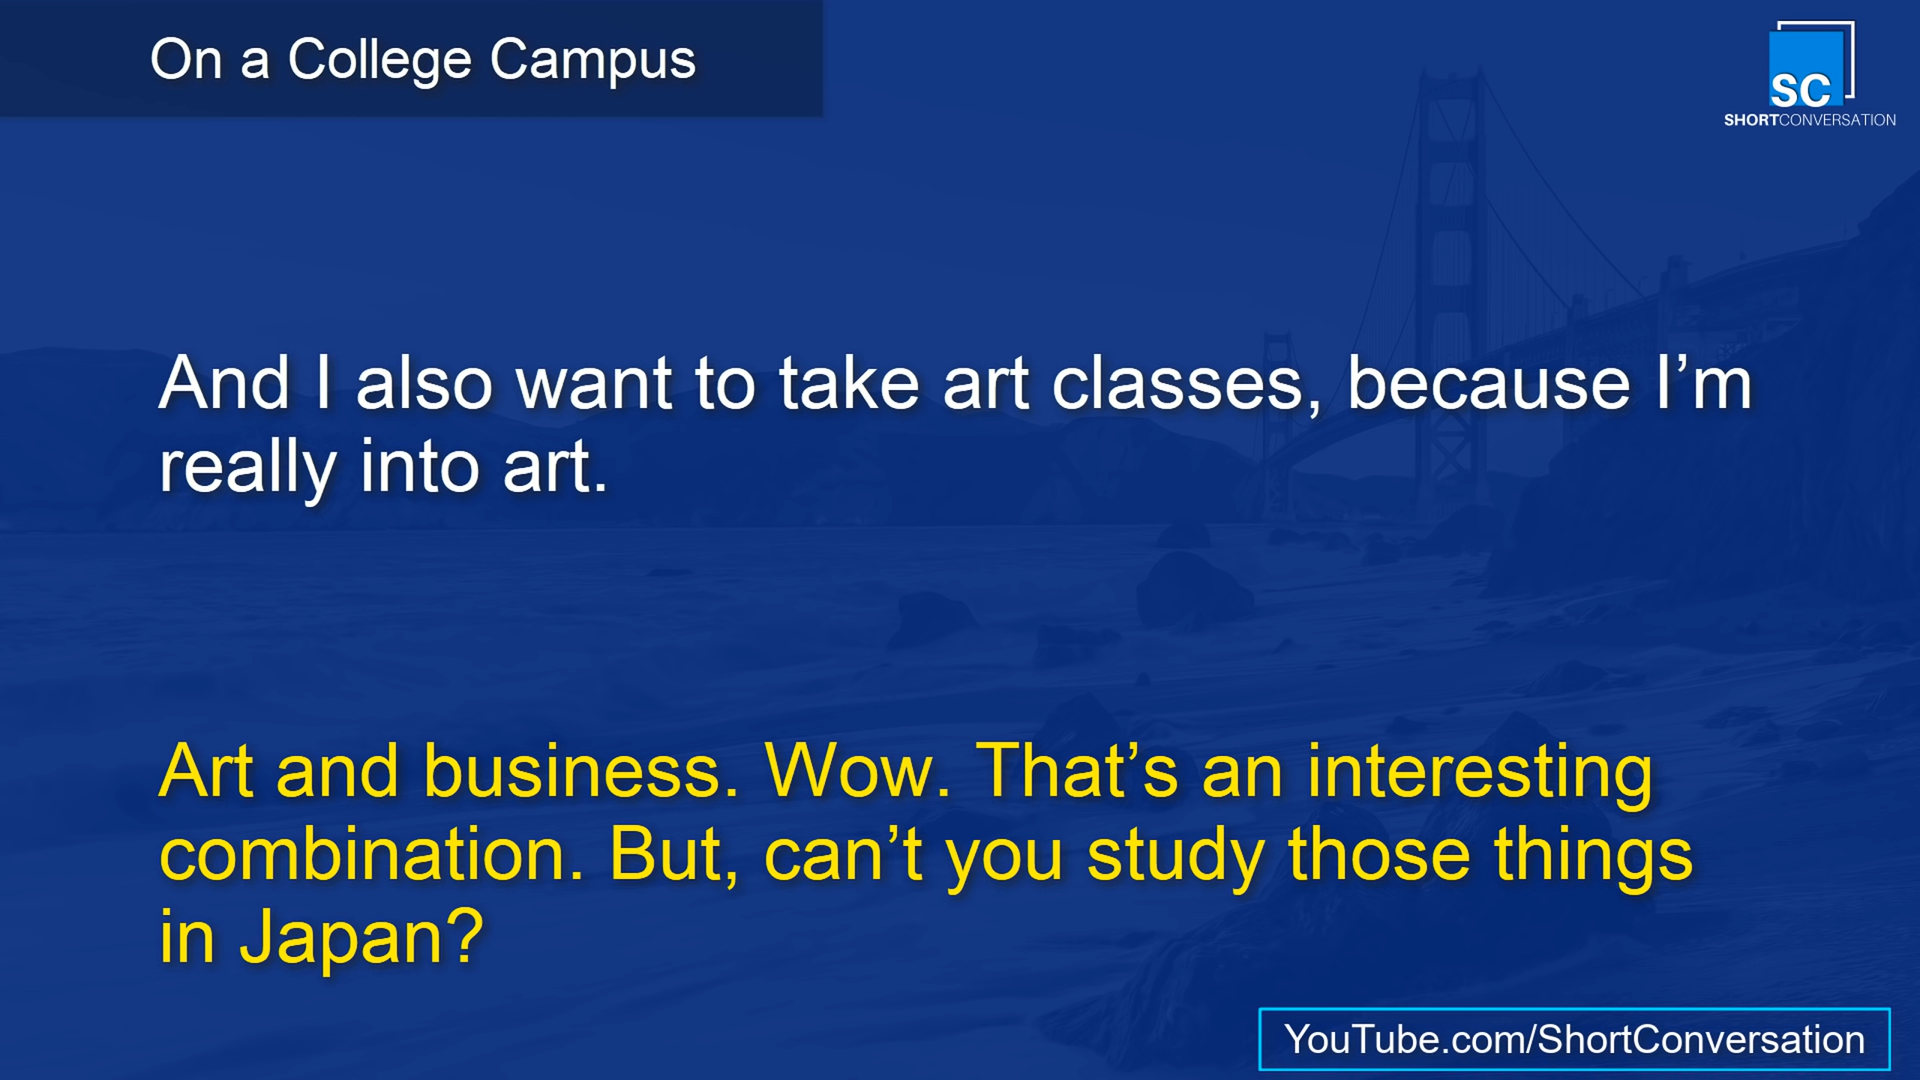 On a College Campus
SC
SHORTCONVERSATION
And I also want to take art classes, because I’m
really into art.
Art and business. Wow. That’s an interesting
combination. But, can’t you study those things
in Japan?
YouTube.com/ShortConversation